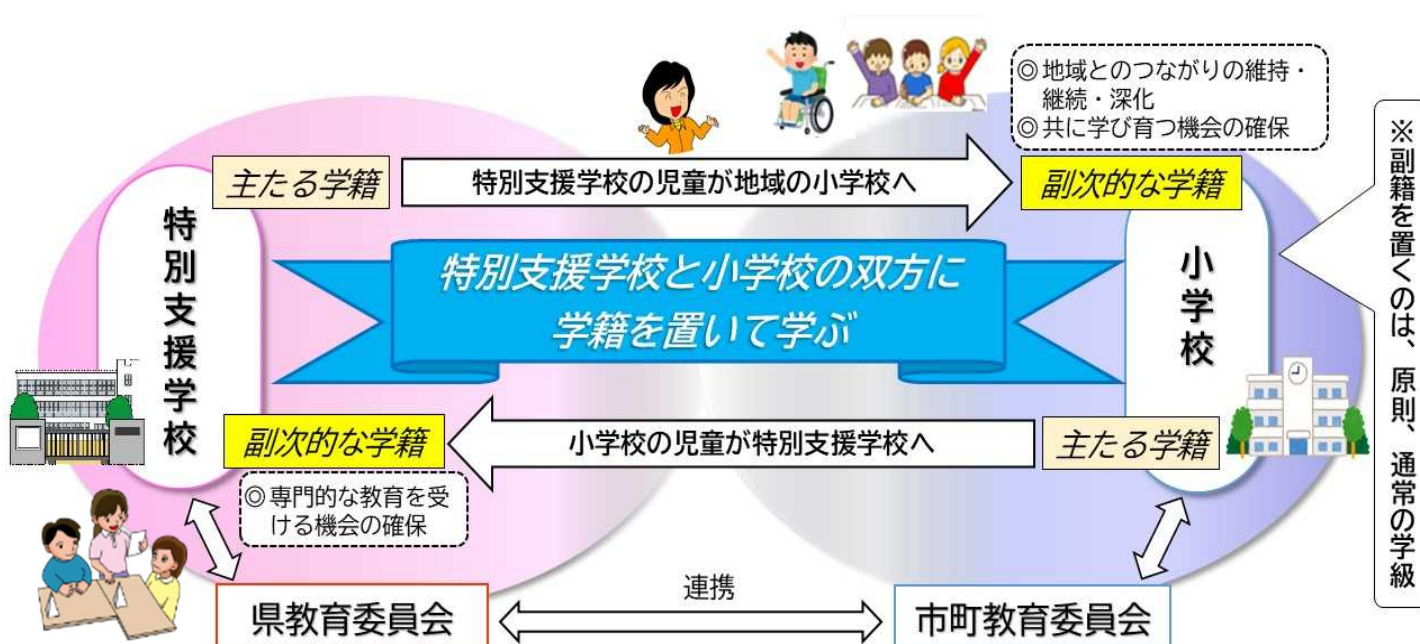 ◎地域とのつながりの維持・
継続・深化
◎共に学び育つ機会の確保
主たる学籍
特別支援学校の児童が地域の小学校へ
副次的な学籍
※副籍を置くのは、原則、通常の学級
特別支援学校
特別支援学校と小学校の双方に
学籍を置いて学ぶ
小学校
副次的な学籍
小学校の児童が特別支援学校へ
主たる学籍
◎専門的な教育を受
ける機会の確保
県教育委員会
連携
市町教育委員会